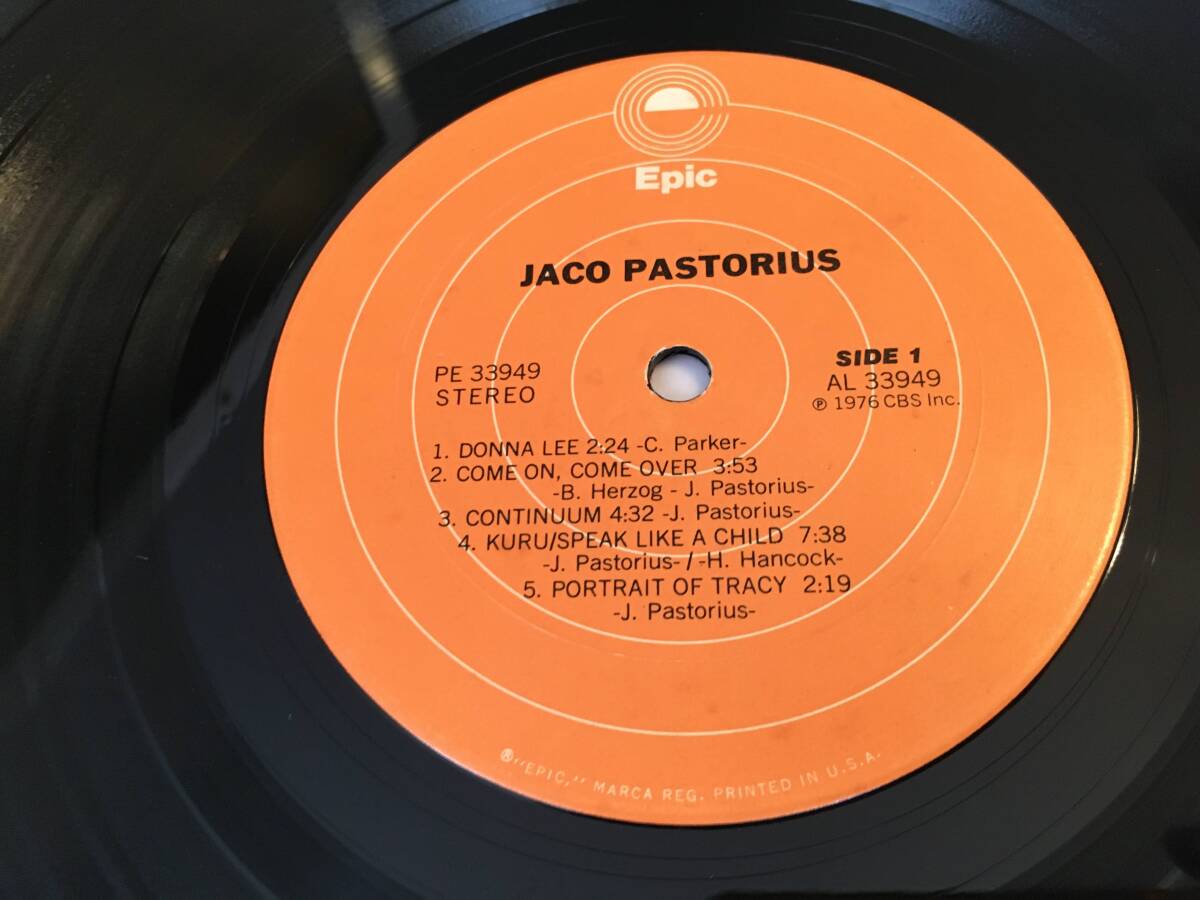 Epic
JACO PASTORIUS
PE 33949
STEREO
SIDE 1
AL 33949
℗ 1976 CBS Inc.
1. DONNA LEE 2:24 -C. Parker-
2. COME ON, COME OVER 3:53
-B. Herzog - J. Pastorius-
3. CONTINUUM 4:32 -J. Pastorius-
4. KURU/SPEAK LIKE A CHILD 7:38
-J. Pastorius- / -H. Hancock-
5. PORTRAIT OF TRACY 2:19
-J. Pastorius-
® "EPIC," MARCA REG. PRINTED IN U.S.A.